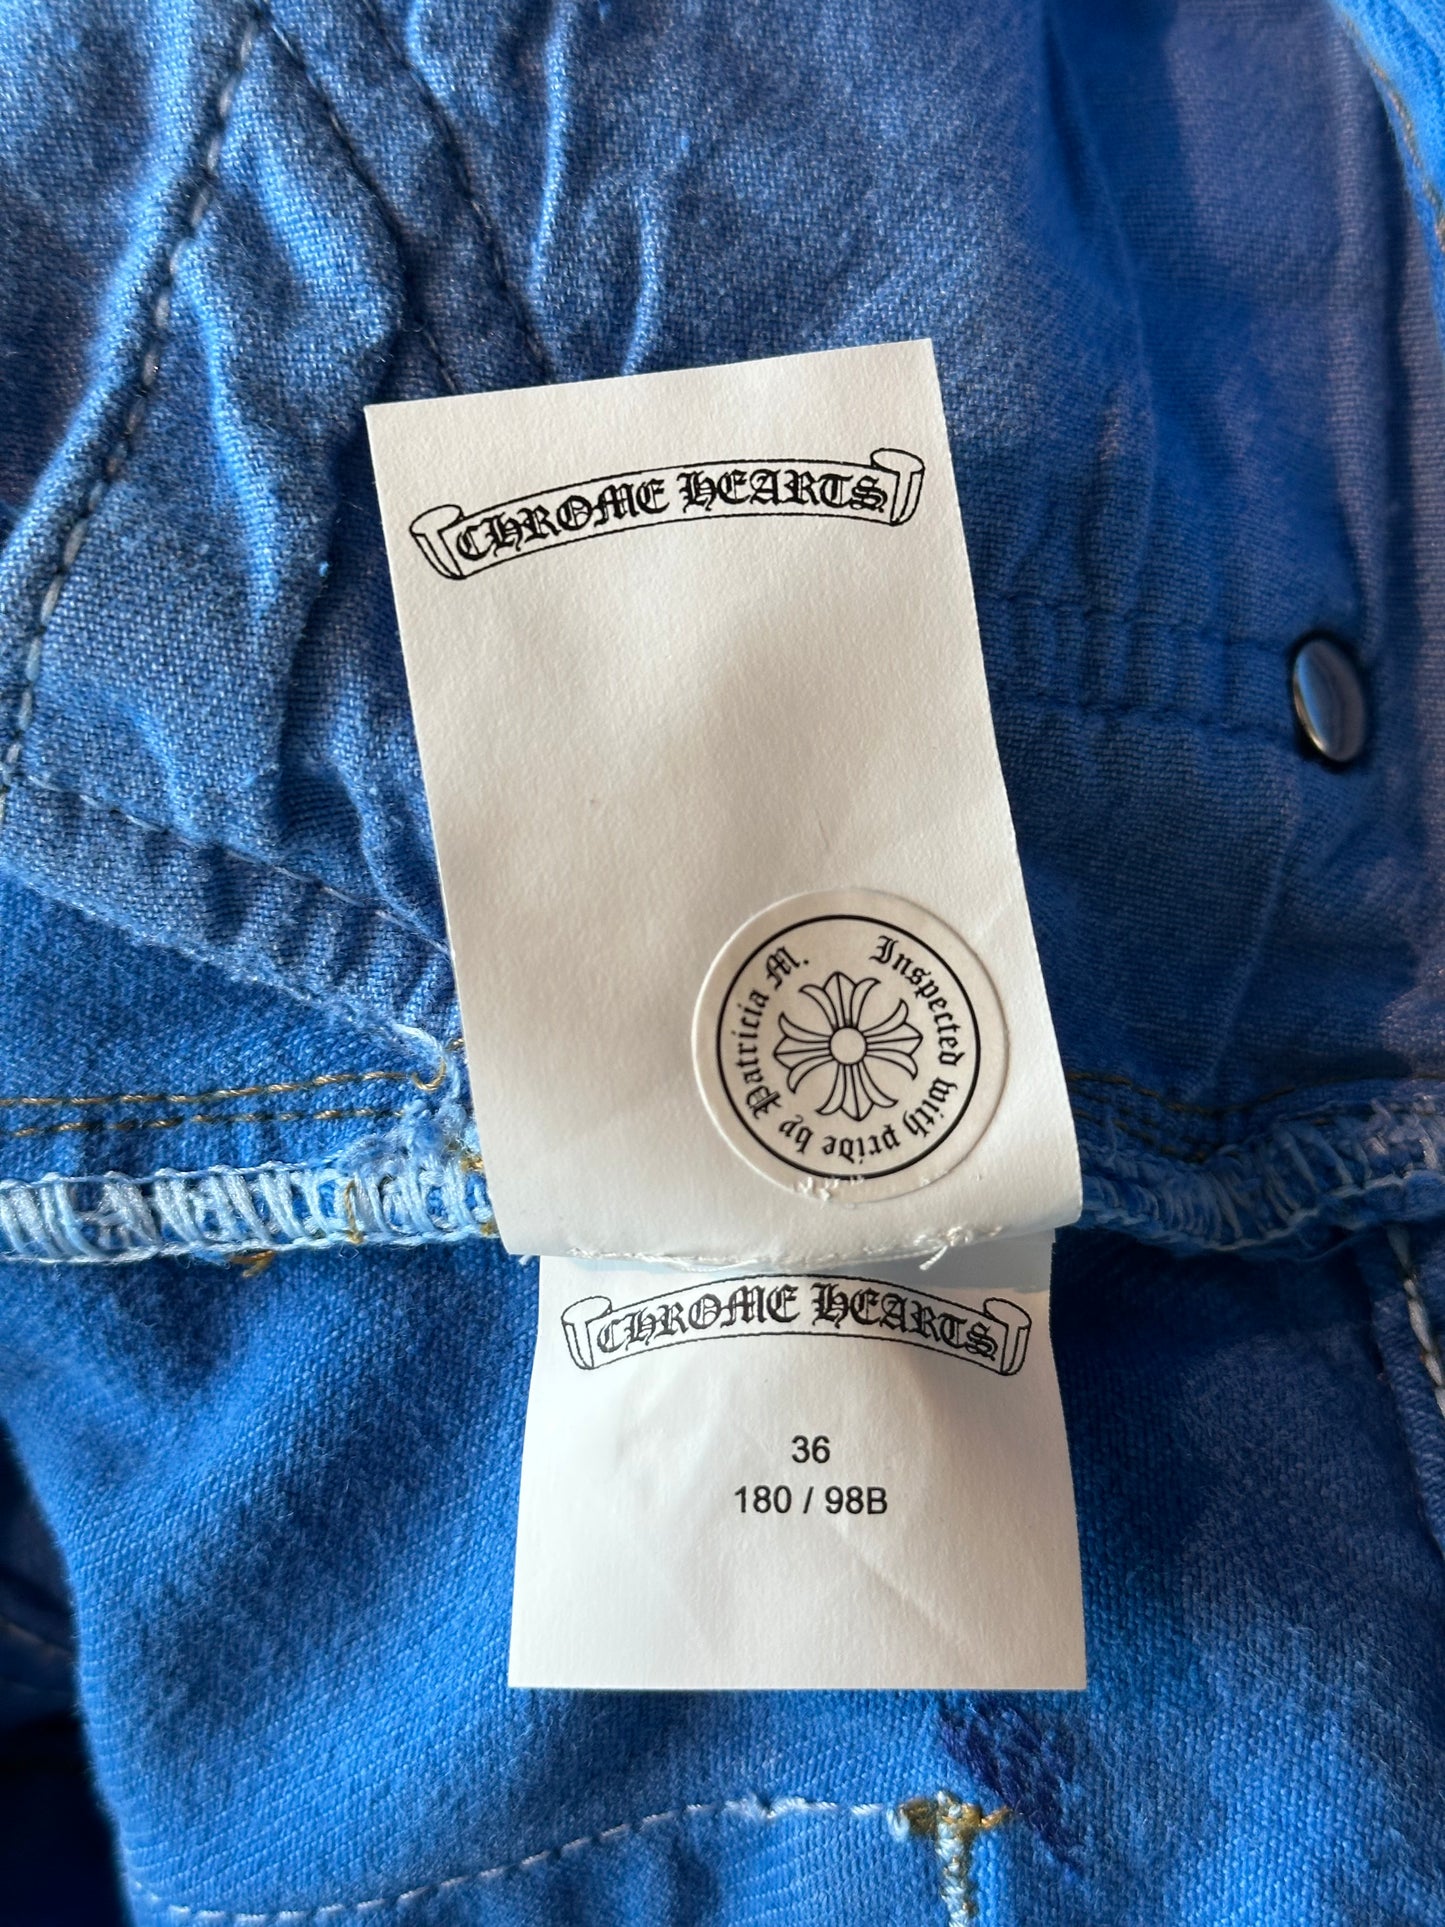 CHROME HEARTS
Inspected with pride by Patricia M.
CHROME HEARTS
36
180 / 98B